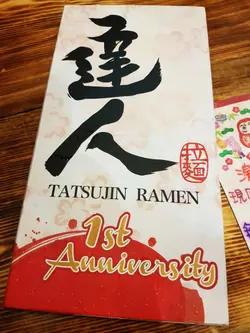 達人
拉麵
TATSUJIN RAMEN
1st
Anniversary